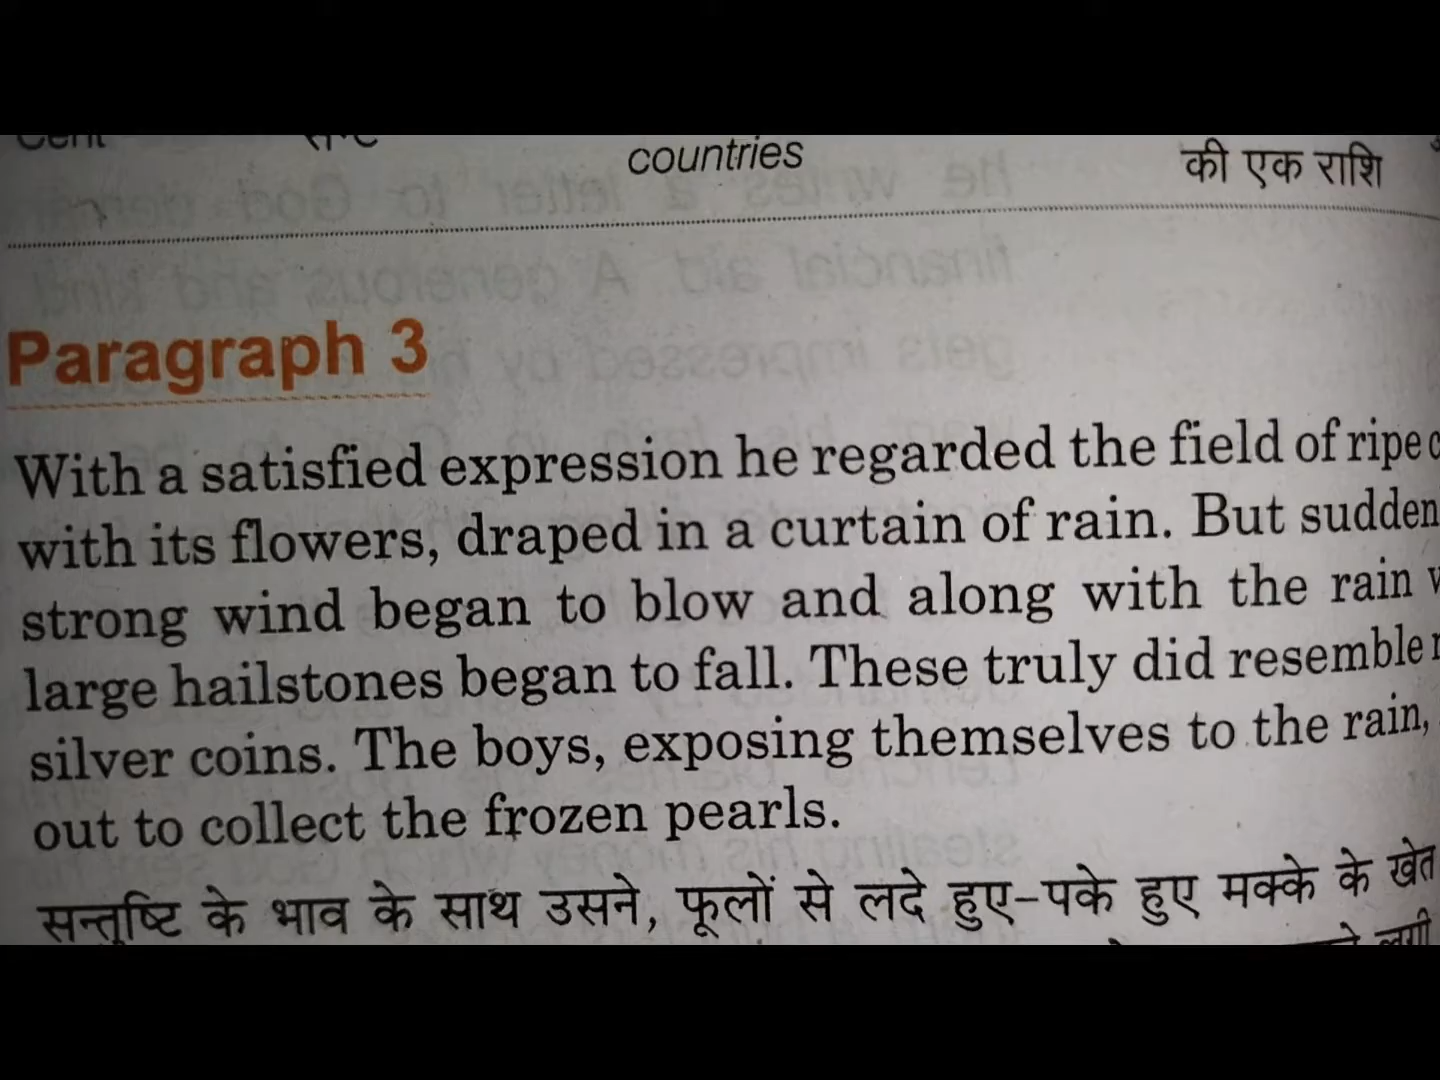 Cent सेन्ट countries की एक राशि
Paragraph 3
With a satisfied expression he regarded the field of ripe
with its flowers, draped in a curtain of rain. But sudden
strong wind began to blow and along with the rain
large hailstones began to fall. These truly did resemble
silver coins. The boys, exposing themselves to the rain,
out to collect the frozen pearls.
सन्तुष्टि के भाव के साथ उसने, फूलों से लदे हुए-पके हुए मक्के के खेत
लगी